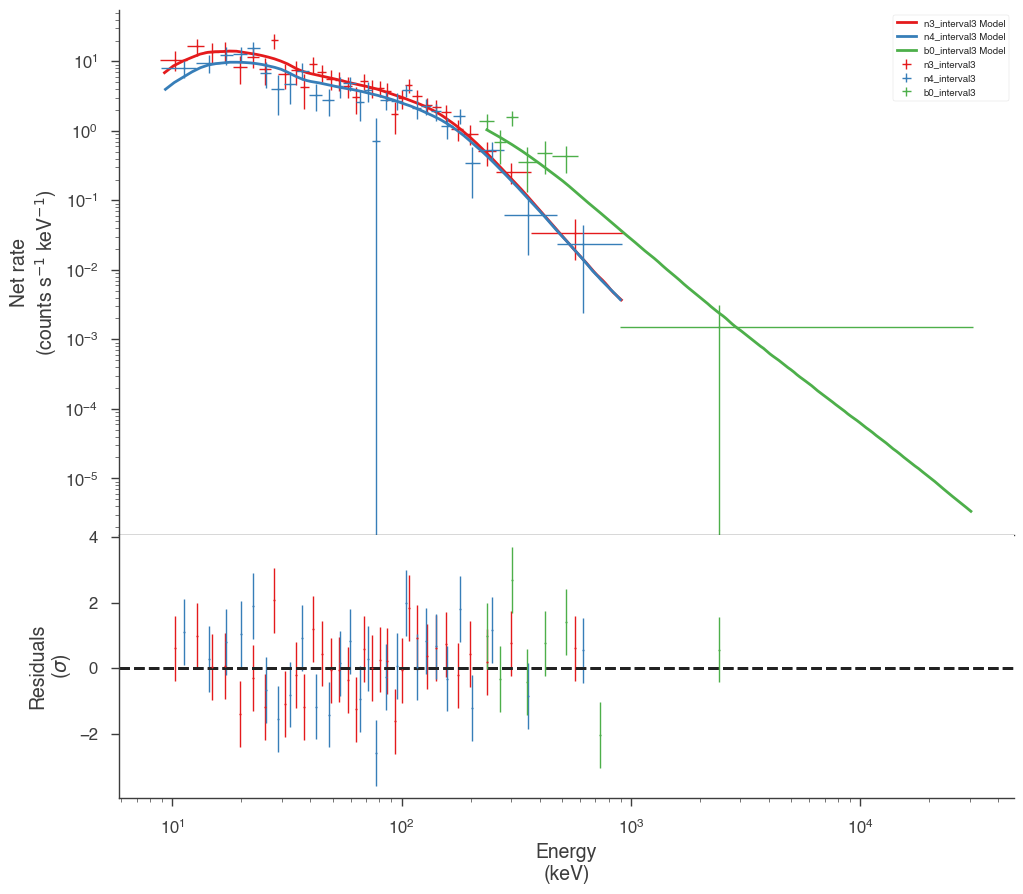 n3_interval3 Model
n4_interval3 Model
b0_interval3 Model
n3_interval3
n4_interval3
b0_interval3
Net rate
(counts s⁻¹ keV⁻¹)
10¹
10⁰
10⁻¹
10⁻²
10⁻³
10⁻⁴
10⁻⁵
Residuals
(σ)
4
2
0
−2
10¹ 10² 10³ 10⁴
Energy
(keV)